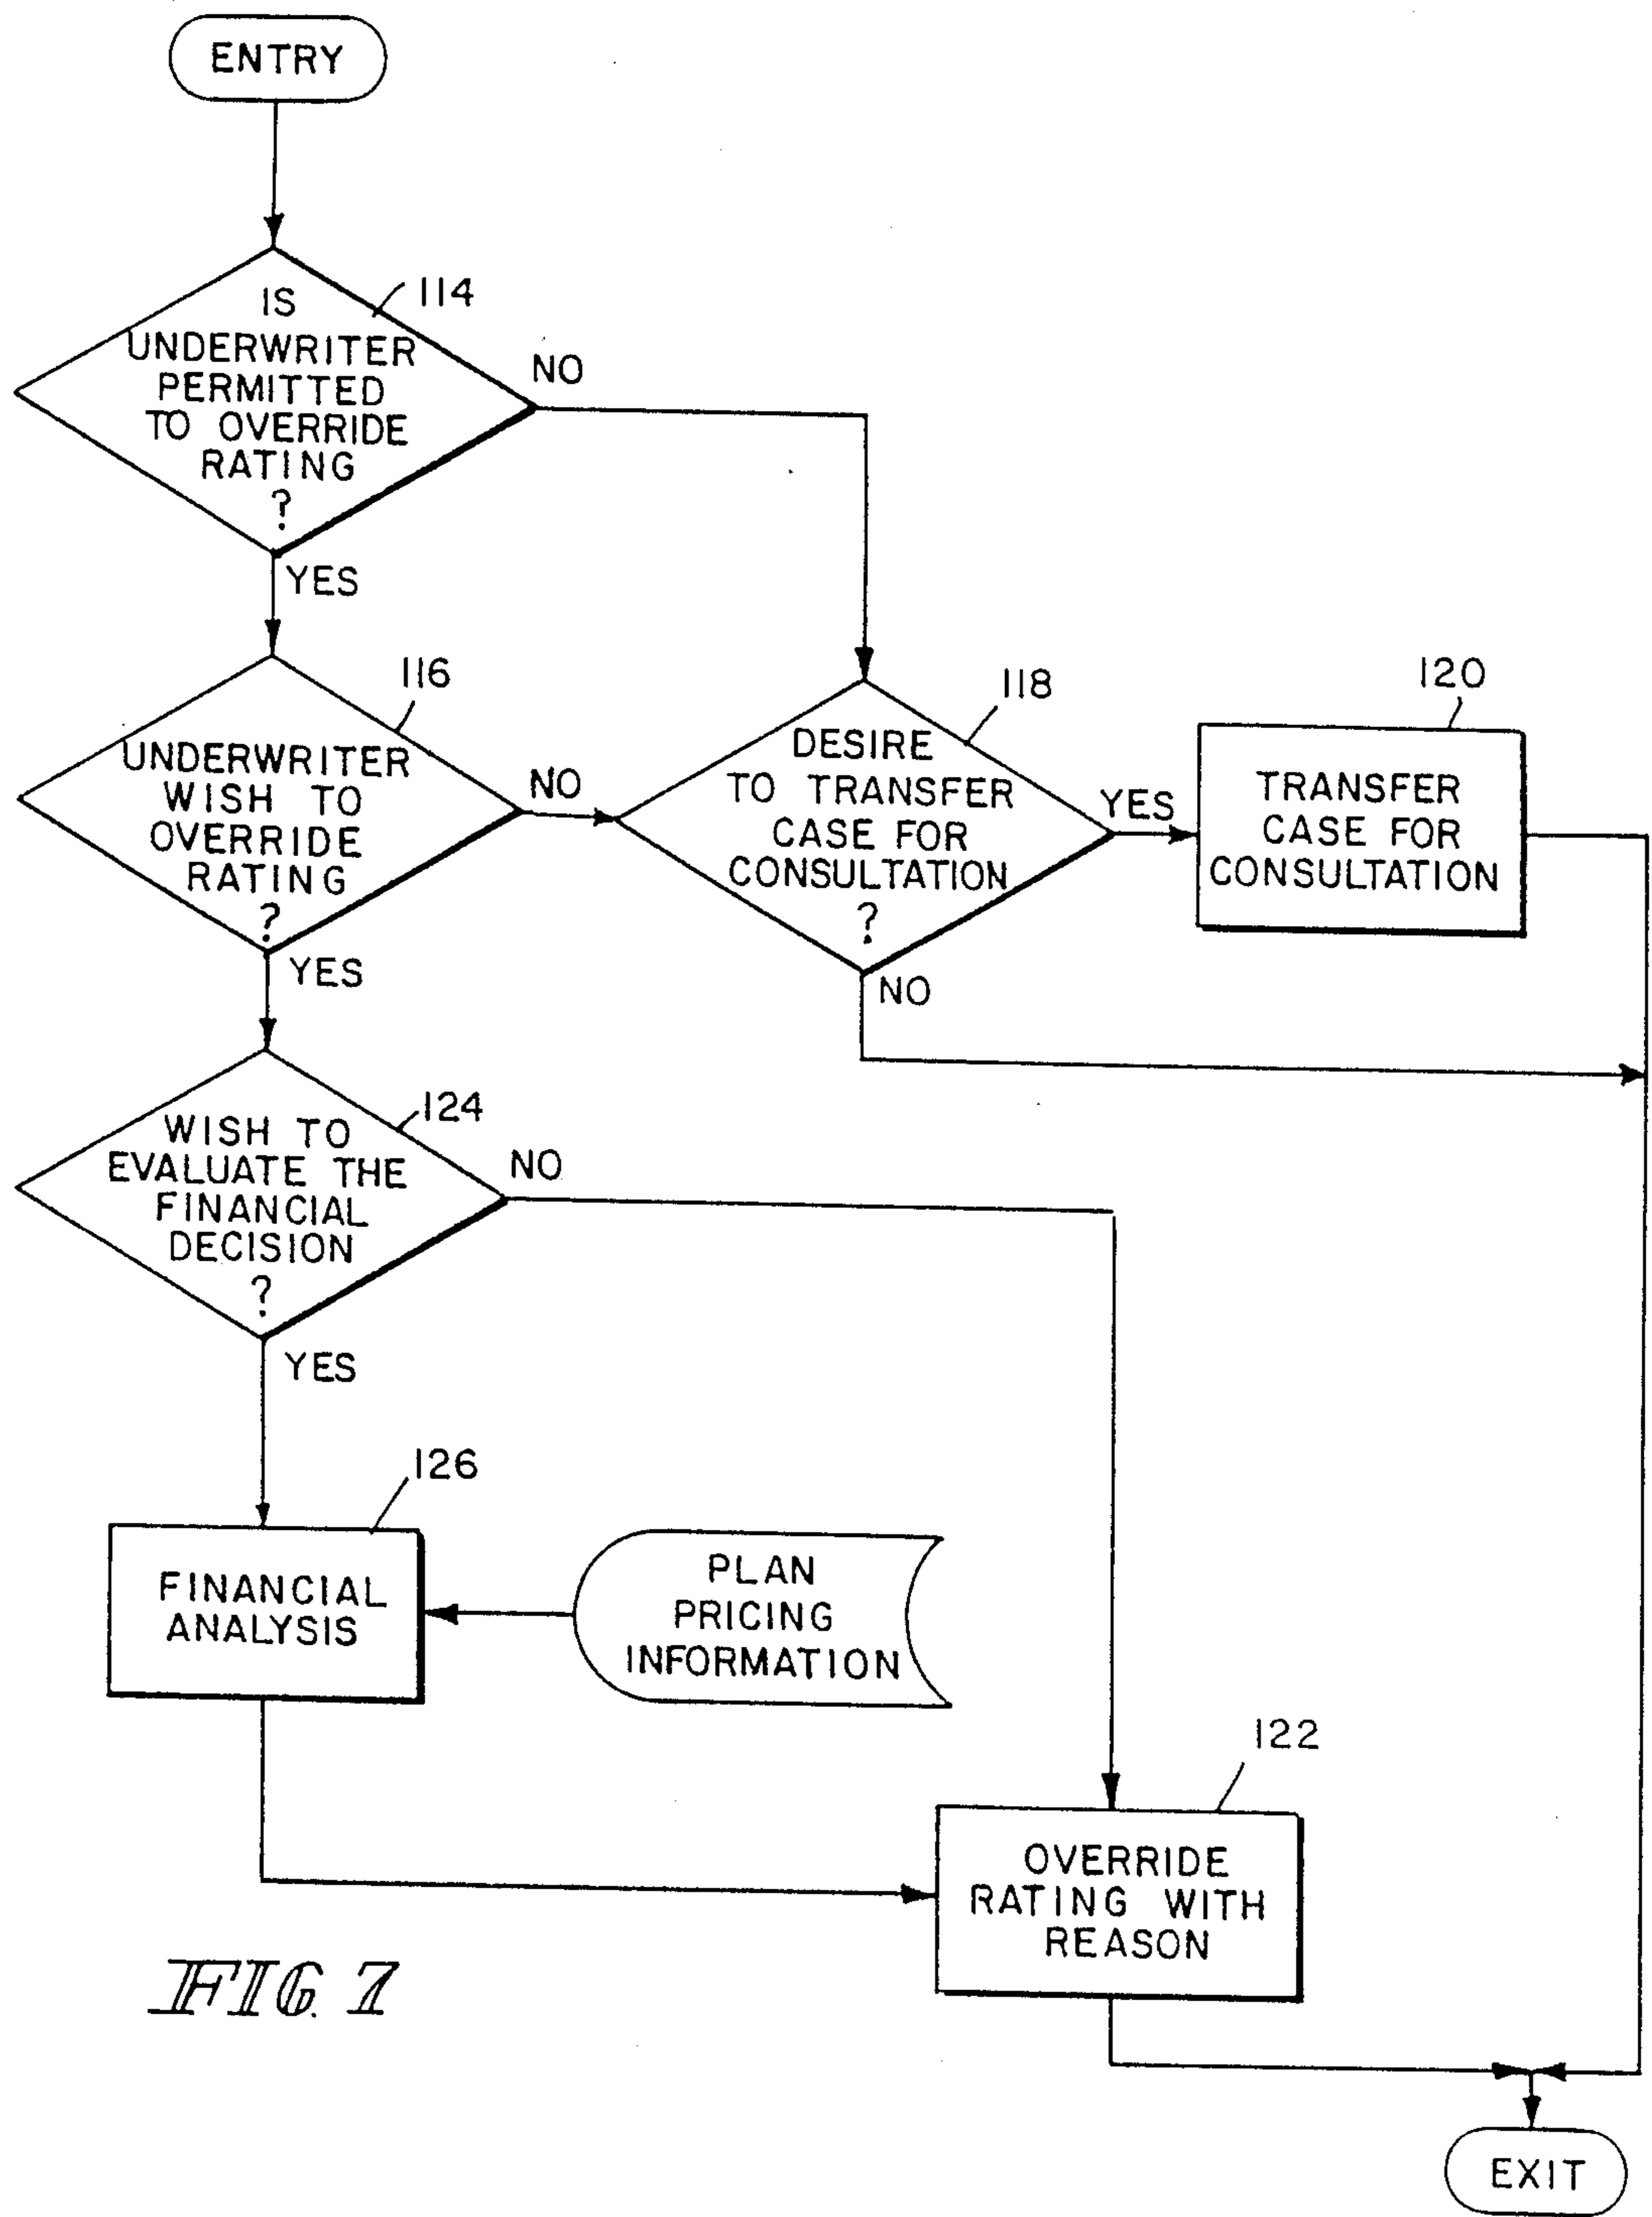 ENTRY
114
IS
UNDERWRITER
PERMITTED
TO OVERRIDE
RATING
?
NO
YES
116
UNDERWRITER
WISH TO
OVERRIDE
RATING
?
NO
YES
118
DESIRE
TO TRANSFER
CASE FOR
CONSULTATION
?
YES
NO
120
TRANSFER
CASE FOR
CONSULTATION
124
WISH TO
EVALUATE THE
FINANCIAL
DECISION
?
NO
YES
126
FINANCIAL
ANALYSIS
PLAN
PRICING
INFORMATION
122
OVERRIDE
RATING WITH
REASON
FIG. 7
EXIT